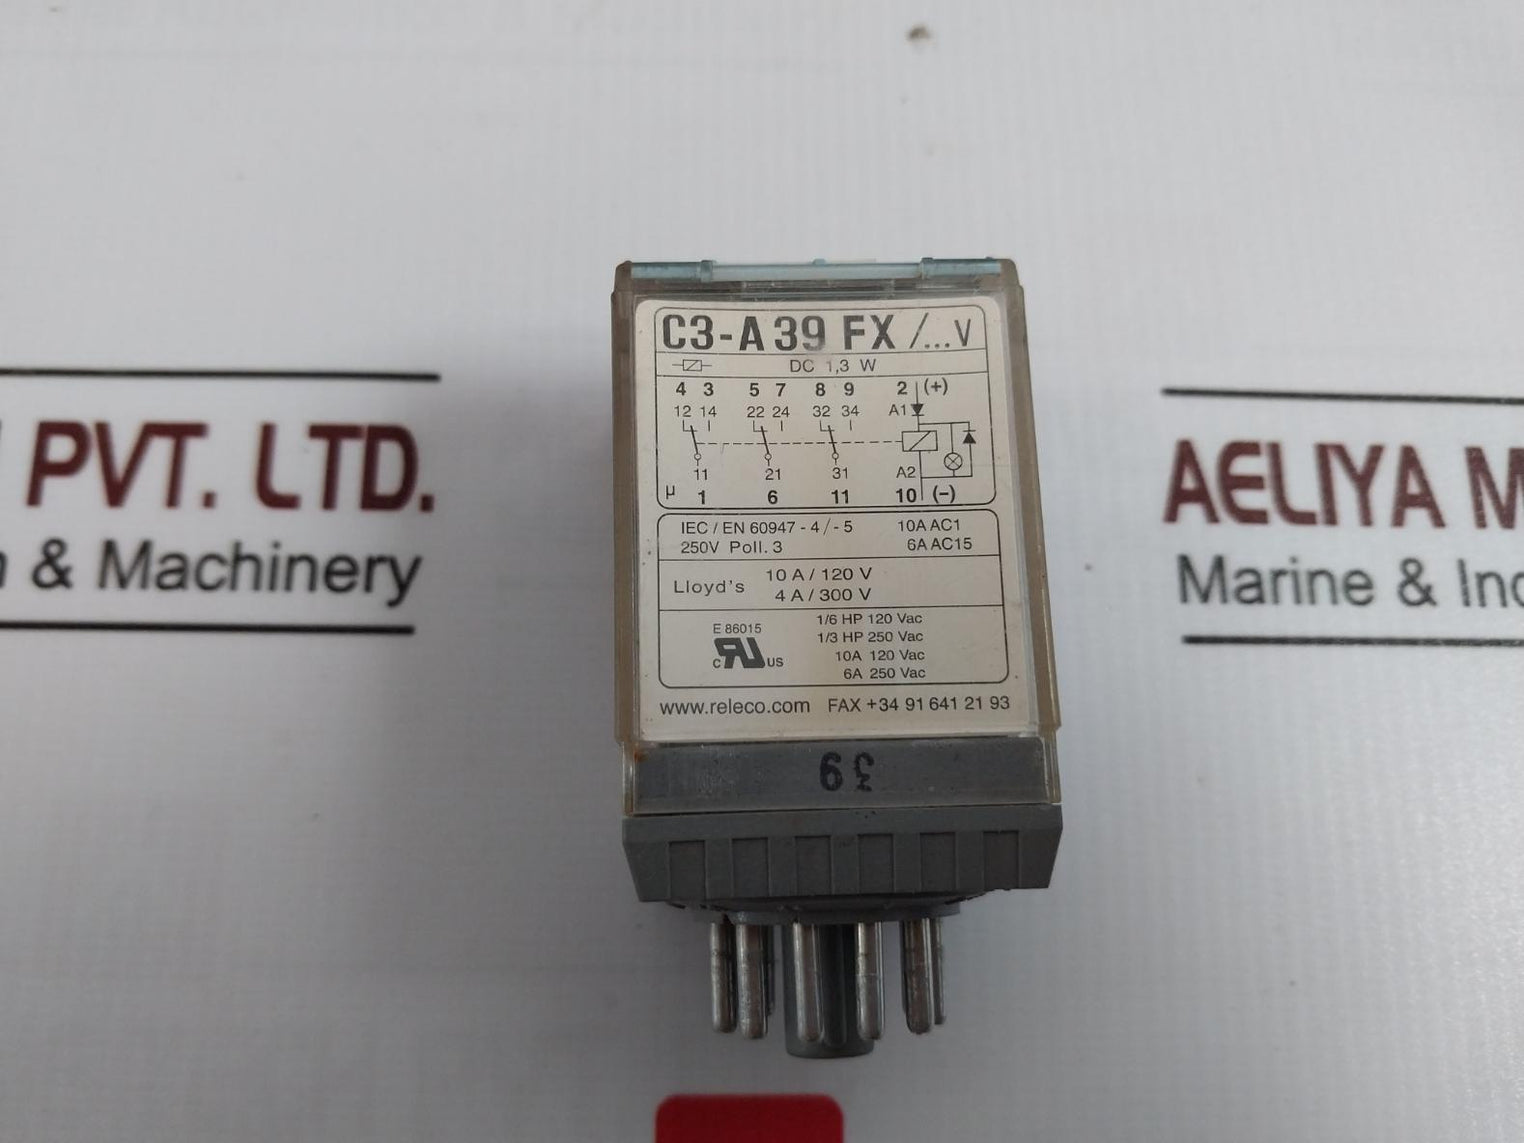 C3-A 39 FX /...V
DC 1,3 W
4 3 5 7 8 9 2 (+)
12 14 22 24 32 34 A1
11 21 31 A2
µ 1 6 11 10 (-)
IEC / EN 60947 - 4 / - 5 10A AC1
250V Poll. 3 6A AC15
Lloyd's 10 A / 120 V
4 A / 300 V
E 86015 1/6 HP 120 Vac
1/3 HP 250 Vac
c US 10A 120 Vac
6A 250 Vac
www.releco.com FAX +34 91 641 21 93
39
PVT. LTD.
& Machinery
AELIYA M
Marine & Ind